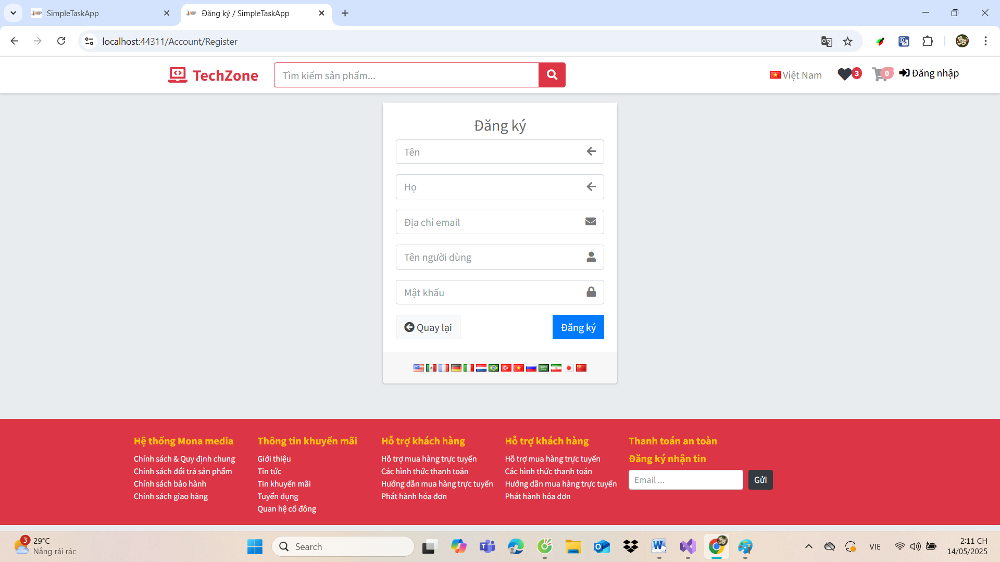 SimpleTaskApp
Đăng ký / SimpleTaskApp
localhost:44311/Account/Register
TechZone
Tìm kiếm sản phẩm...
Việt Nam
3
0
Đăng nhập
Đăng ký
Tên
Họ
Địa chỉ email
Tên người dùng
Mật khẩu
Quay lại
Đăng ký
Hệ thống Mona media
Chính sách & Quy định chung
Chính sách đổi trả sản phẩm
Chính sách bảo hành
Chính sách giao hàng
Thông tin khuyến mãi
Giới thiệu
Tin tức
Tin khuyến mãi
Tuyển dụng
Quan hệ cổ đông
Hỗ trợ khách hàng
Hỗ trợ mua hàng trực tuyến
Các hình thức thanh toán
Hướng dẫn mua hàng trực tuyến
Phát hành hóa đơn
Hỗ trợ khách hàng
Hỗ trợ mua hàng trực tuyến
Các hình thức thanh toán
Hướng dẫn mua hàng trực tuyến
Phát hành hóa đơn
Thanh toán an toàn
Đăng ký nhận tin
Email ...
Gửi
3
29°C
Nắng rải rác
Search
VIE
2:11 CH
14/05/2025